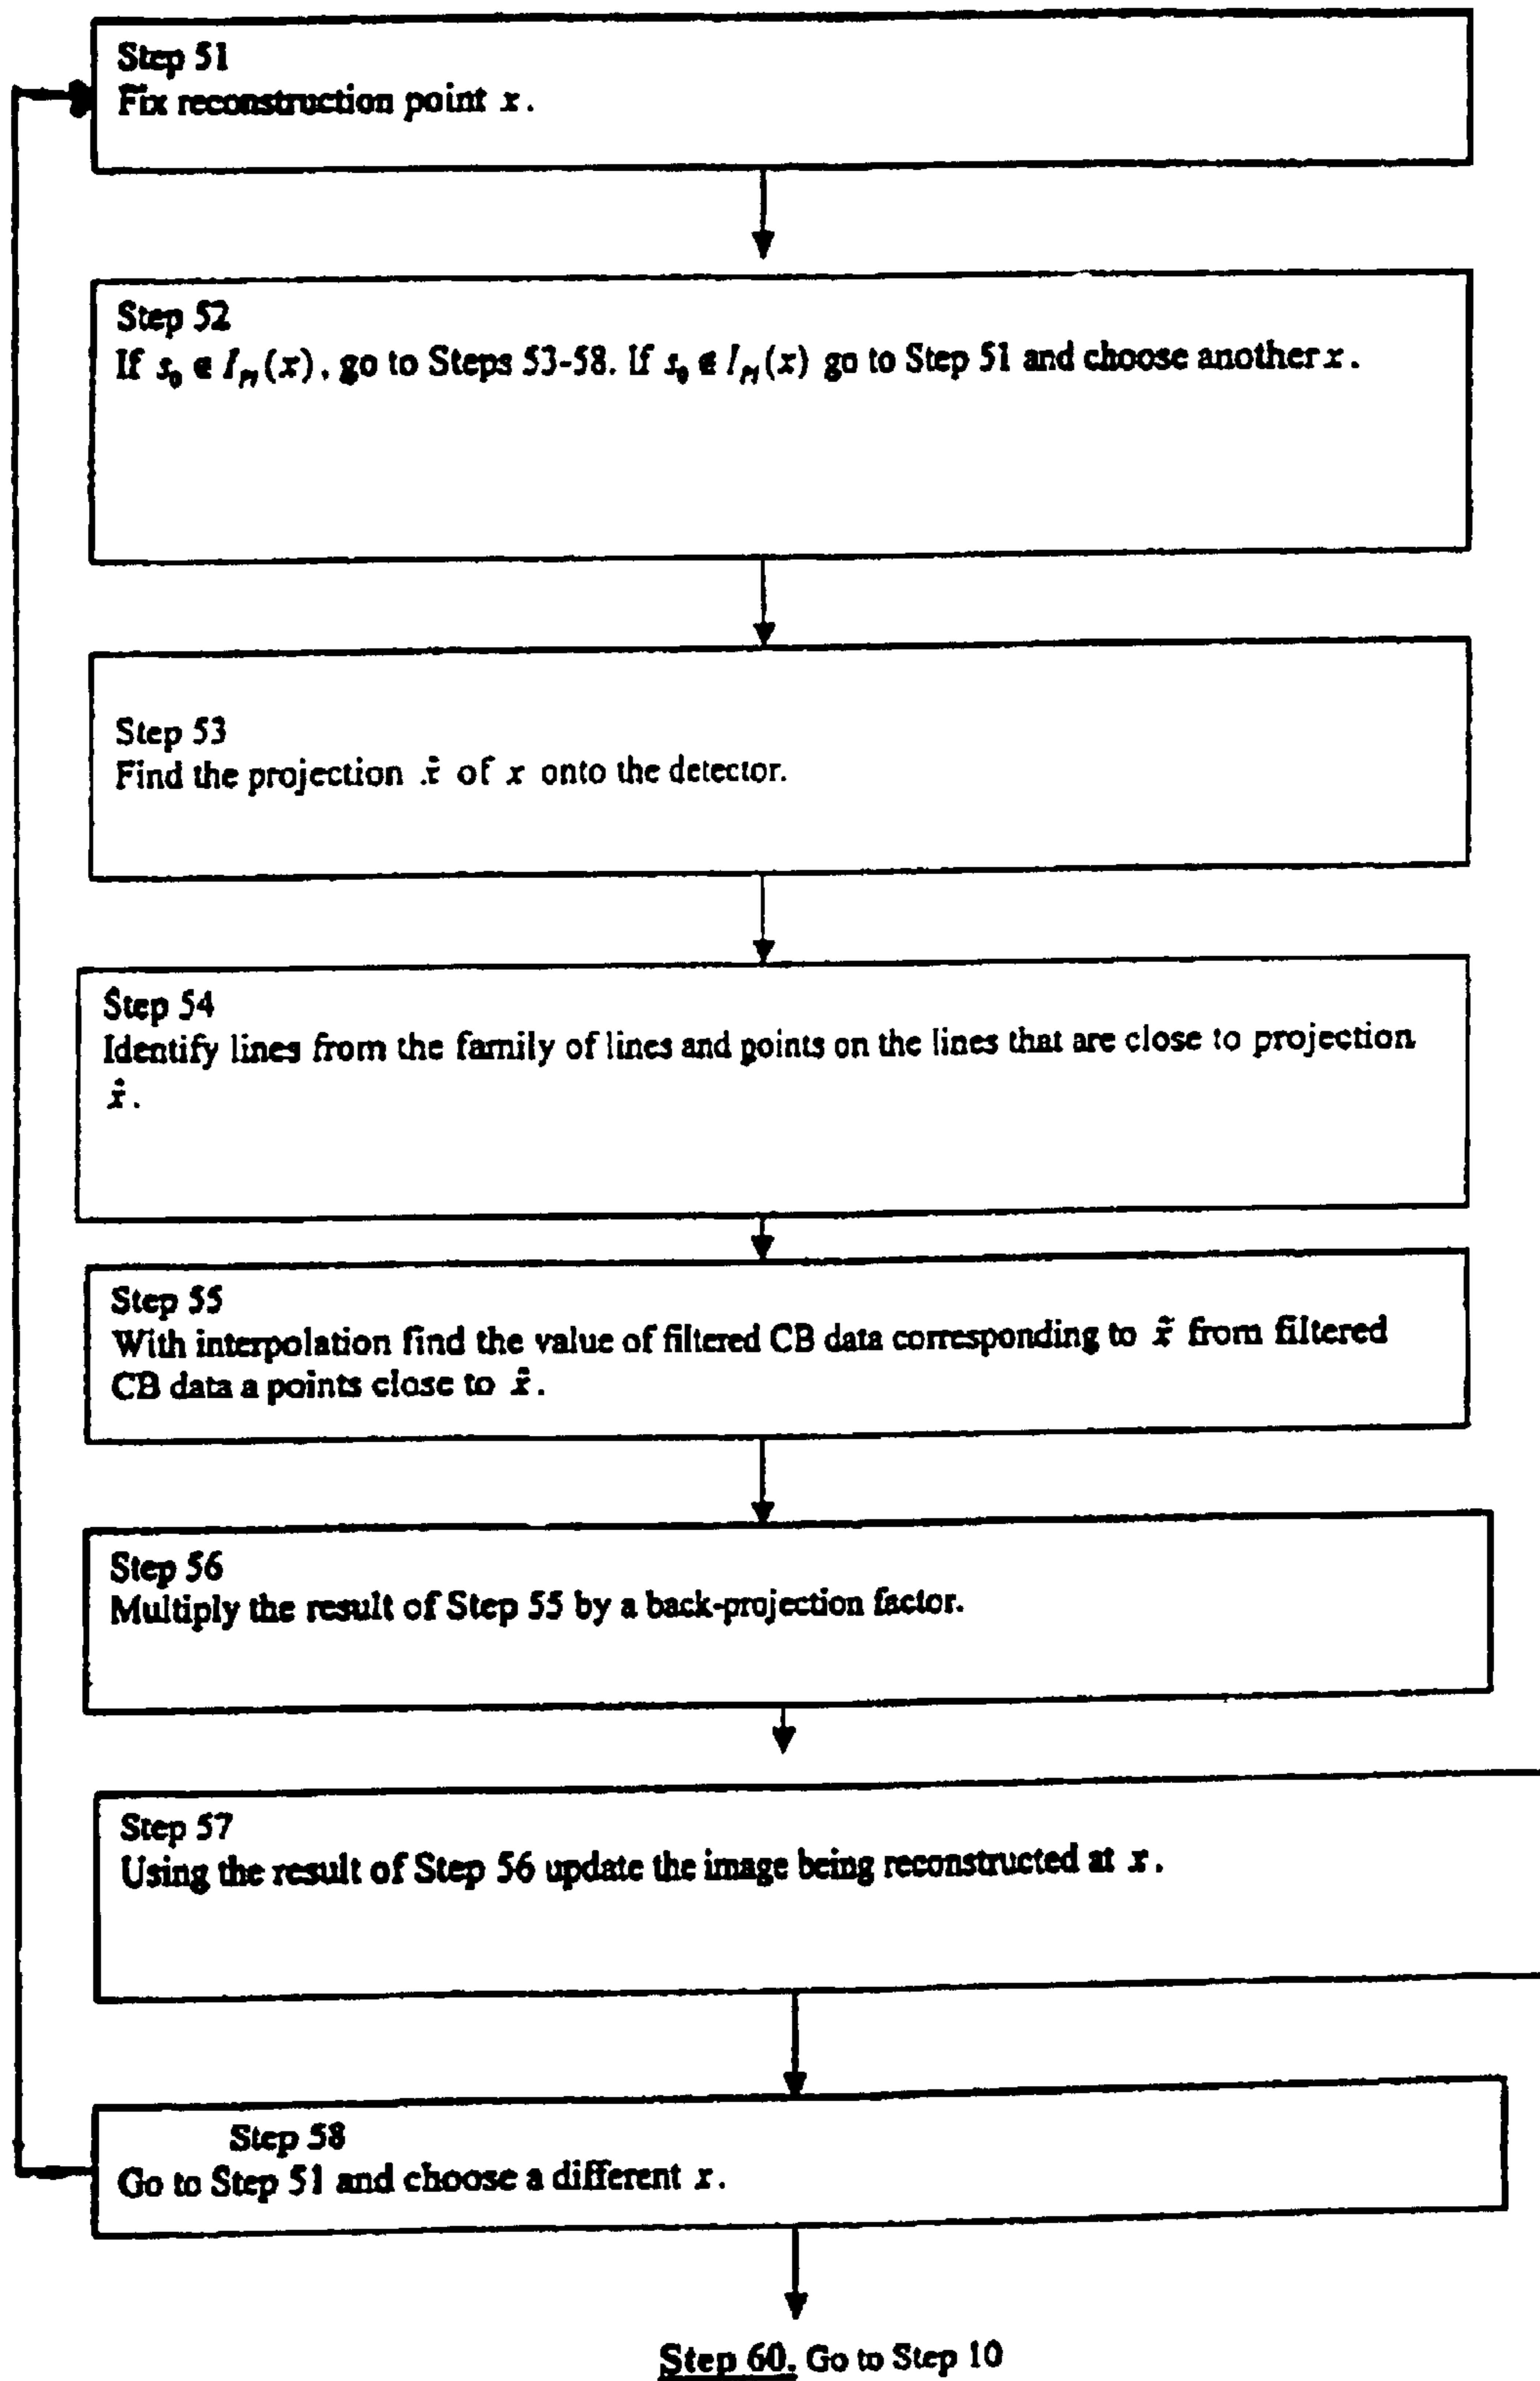 Step 51
Fix reconstruction point x.
Step 52
If s₀ ∈ I_PI(x), go to Steps 53-58. If s₀ ∉ I_PI(x) go to Step 51 and choose another x.
Step 53
Find the projection x̂ of x onto the detector.
Step 54
Identify lines from the family of lines and points on the lines that are close to projection
x̂.
Step 55
With interpolation find the value of filtered CB data corresponding to x̂ from filtered
CB data a points close to x̂.
Step 56
Multiply the result of Step 55 by a back-projection factor.
Step 57
Using the result of Step 56 update the image being reconstructed at x.
Step 58
Go to Step 51 and choose a different x.
Step 60. Go to Step 10